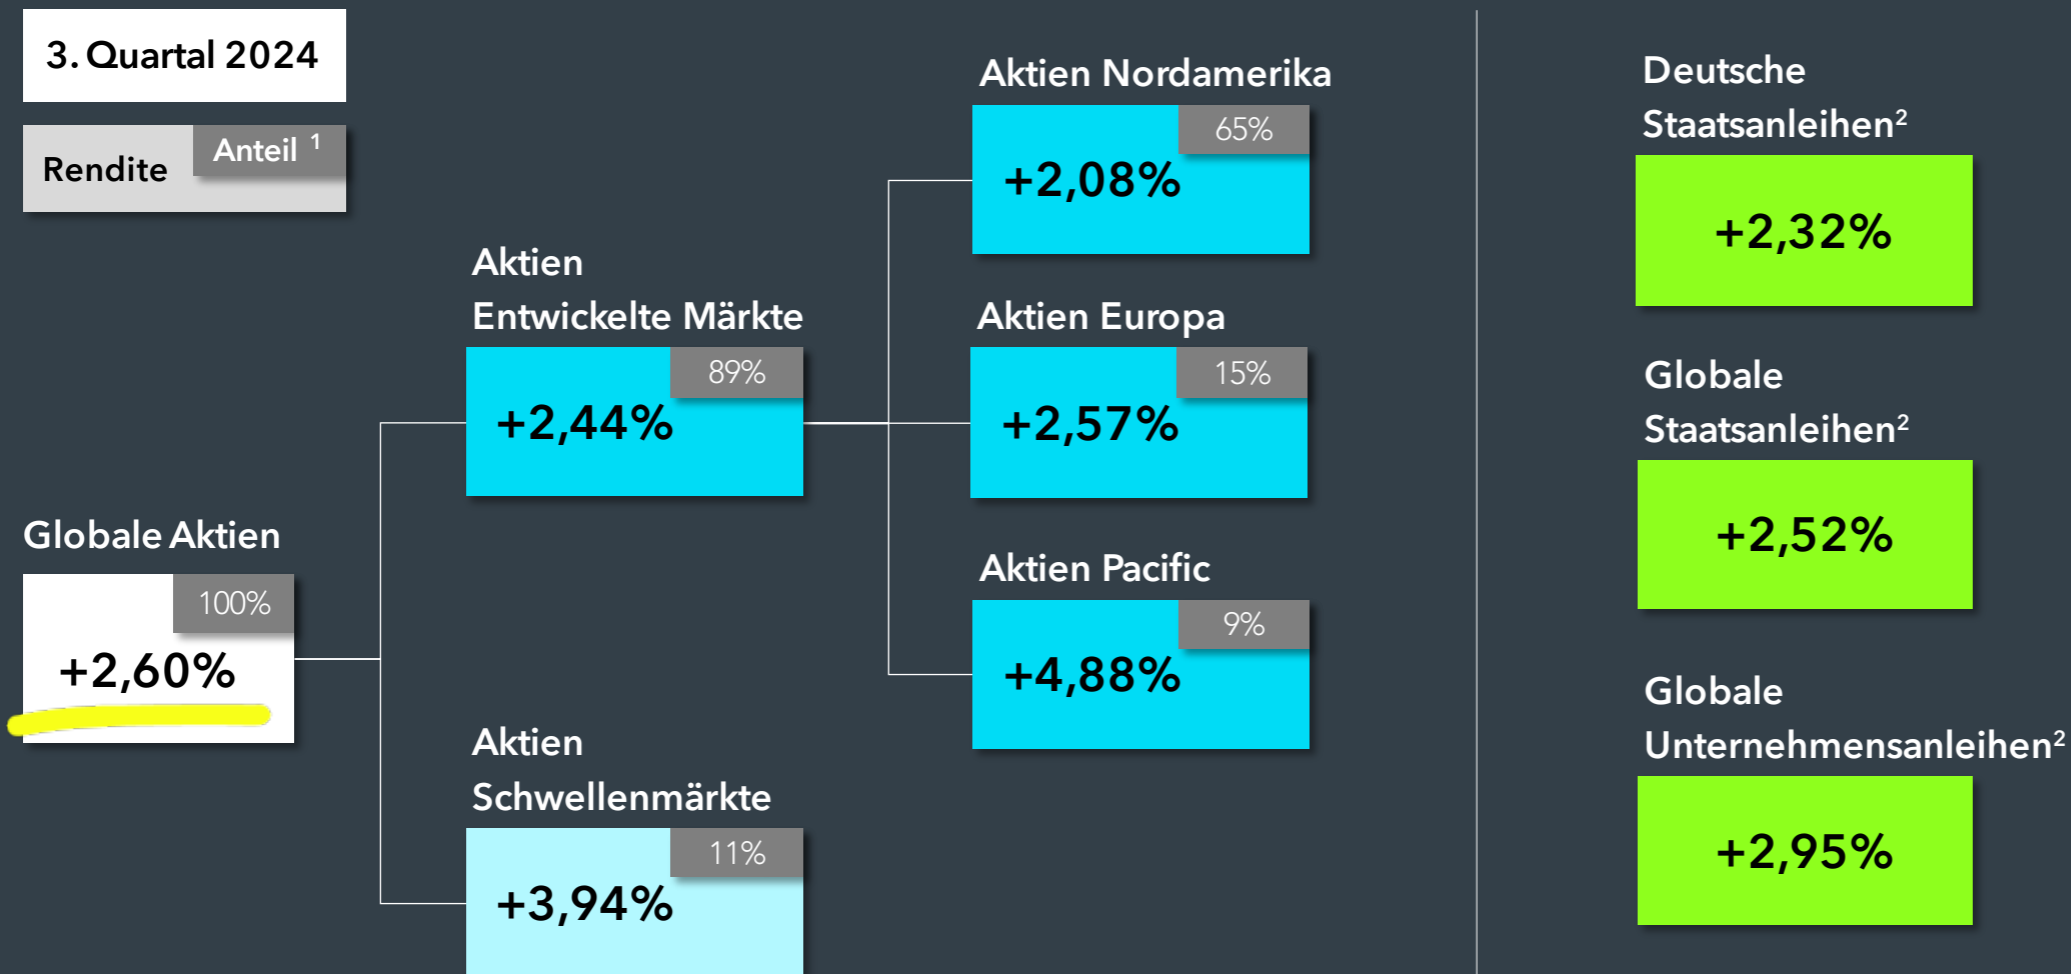 3. Quartal 2024
Rendite
Anteil ¹
Globale Aktien
100%
+2,60%
Aktien
Entwickelte Märkte
89%
+2,44%
Aktien
Schwellenmärkte
11%
+3,94%
Aktien Nordamerika
65%
+2,08%
Aktien Europa
15%
+2,57%
Aktien Pacific
9%
+4,88%
Deutsche
Staatsanleihen²
+2,32%
Globale
Staatsanleihen²
+2,52%
Globale
Unternehmensanleihen²
+2,95%